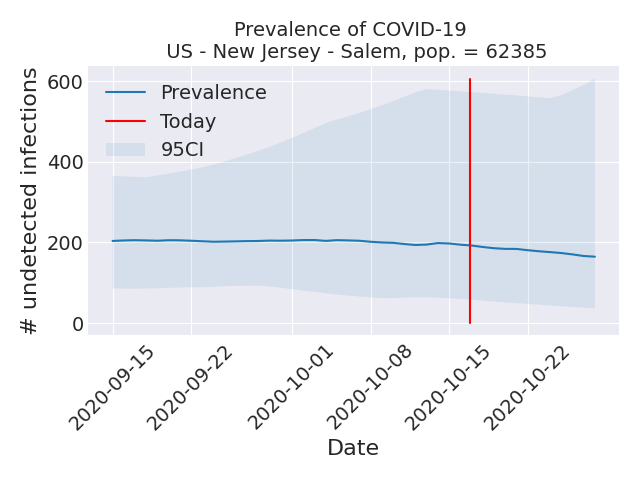 Prevalence of COVID-19
US - New Jersey - Salem, pop. = 62385
# undetected infections
600
400
200
0
Prevalence
Today
95CI
2020-09-15
2020-09-22
2020-10-01
2020-10-08
2020-10-15
2020-10-22
Date